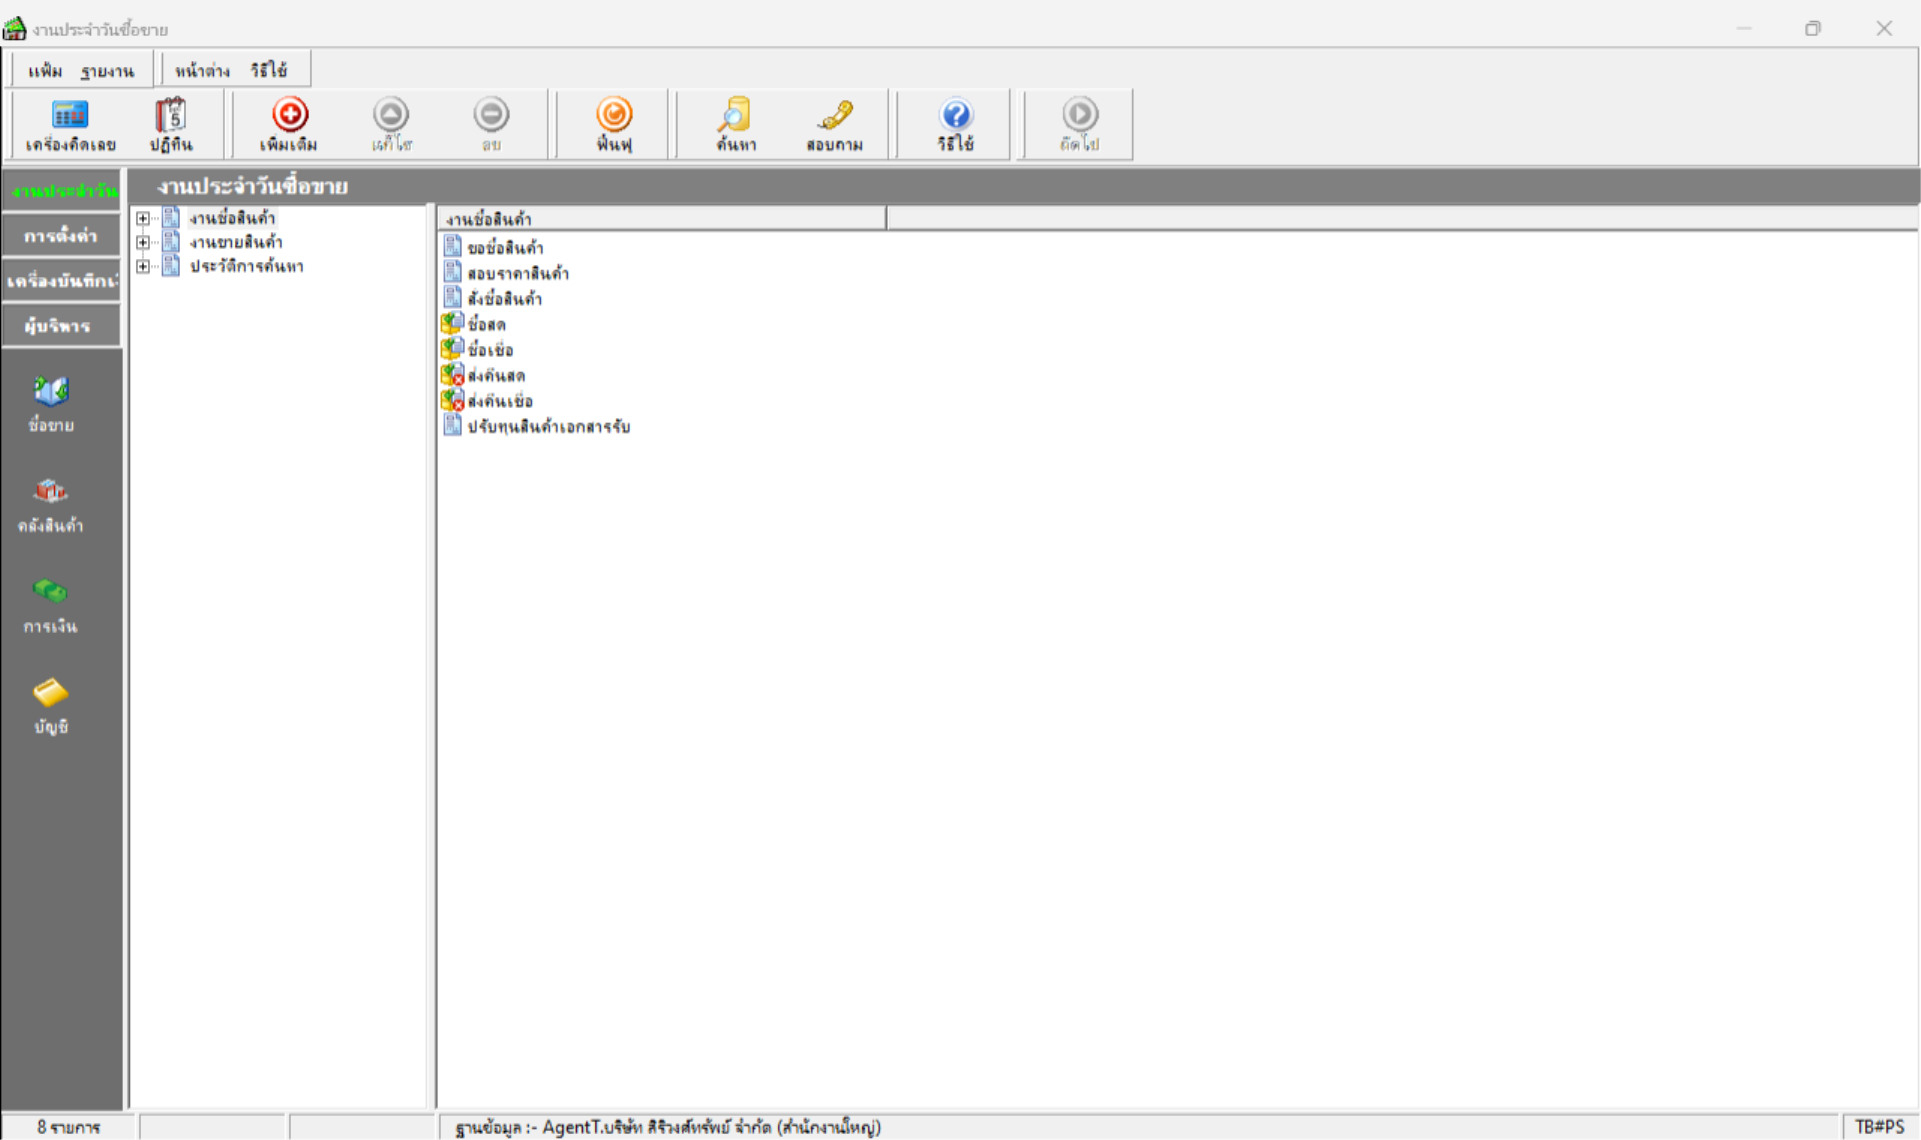 งานประจำวันซื้อขาย
แฟ้ม รายงาน หน้าต่าง วิธีใช้
เครื่องคิดเลข ปฏิทิน เพิ่มเติม แก้ไข ลบ ฟื้นฟู ค้นหา สอบถาม วิธีใช้ ถัดไป
งานประจำวัน
งานประจำวันซื้อขาย
การตั้งค่า
เครื่องบันทึกเ
ผู้บริหาร
ซื้อขาย
คลังสินค้า
การเงิน
บัญชี
งานซื้อสินค้า
งานขายสินค้า
ประวัติการค้นหา
งานซื้อสินค้า
ขอซื้อสินค้า
สอบราคาสินค้า
สั่งซื้อสินค้า
ซื้อสด
ซื้อเชื่อ
ส่งคืนสด
ส่งคืนเชื่อ
ปรับทุนสินค้าเอกสารรับ
8 รายการ
ฐานข้อมูล :- AgentT.บริษัท สิริวงศ์ทรัพย์ จำกัด (สำนักงานใหญ่)
TB#PS